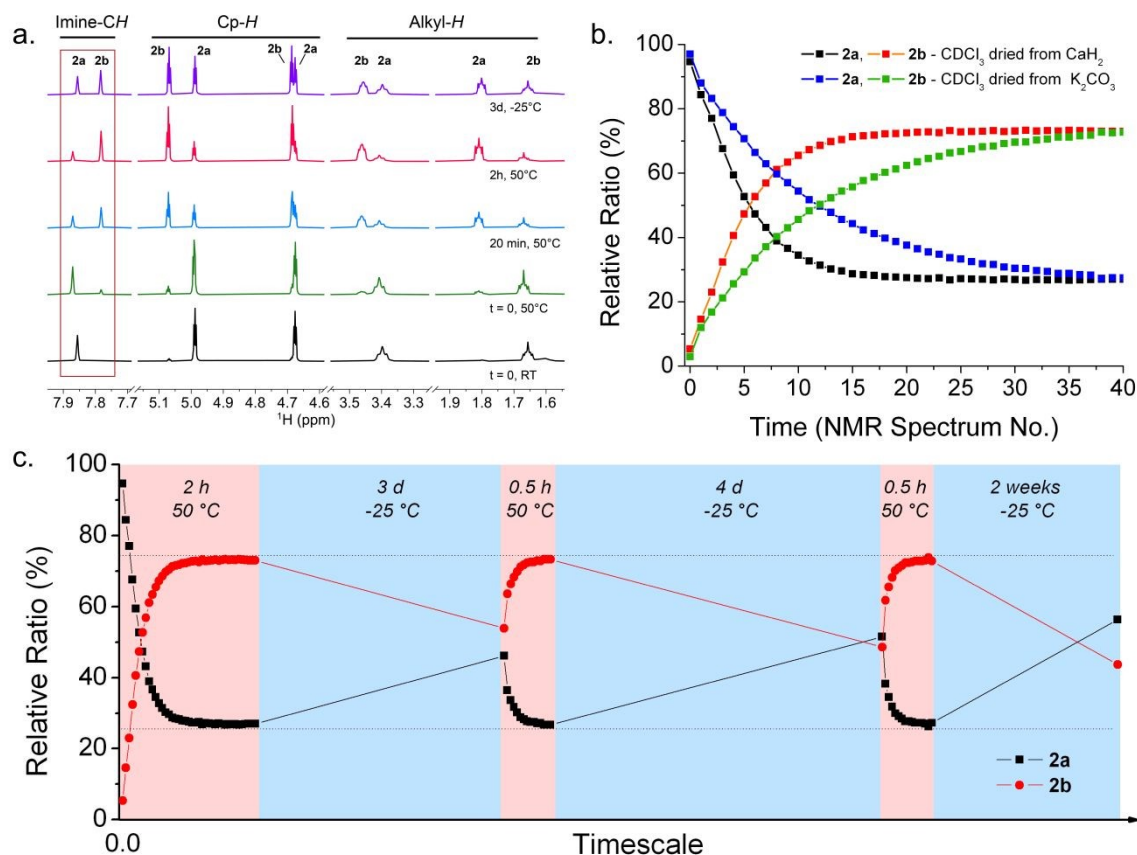 a.
Imine-CH Cp-H Alkyl-H
2a 2b 2b 2a 2b 2a 2b 2a 2a 2b
3d, -25°C
2h, 50°C
20 min, 50°C
t = 0, 50°C
t = 0, RT
7.9 7.8 7.7 5.1 5.0 4.9 4.8 4.7 4.6 3.5 3.4 3.3 1.9 1.8 1.7 1.6
¹H (ppm)
b.
2a, 2b - CDCl₃ dried from CaH₂
2a, 2b - CDCl₃ dried from K₂CO₃
Relative Ratio (%)
100
80
60
40
20
0
0 5 10 15 20 25 30 35 40
Time (NMR Spectrum No.)
c.
Relative Ratio (%)
100
80
60
40
20
0
2 h 3 d 0.5 h 4 d 0.5 h 2 weeks
50 °C -25 °C 50 °C -25 °C 50 °C -25 °C
2a
2b
0.0
Timescale